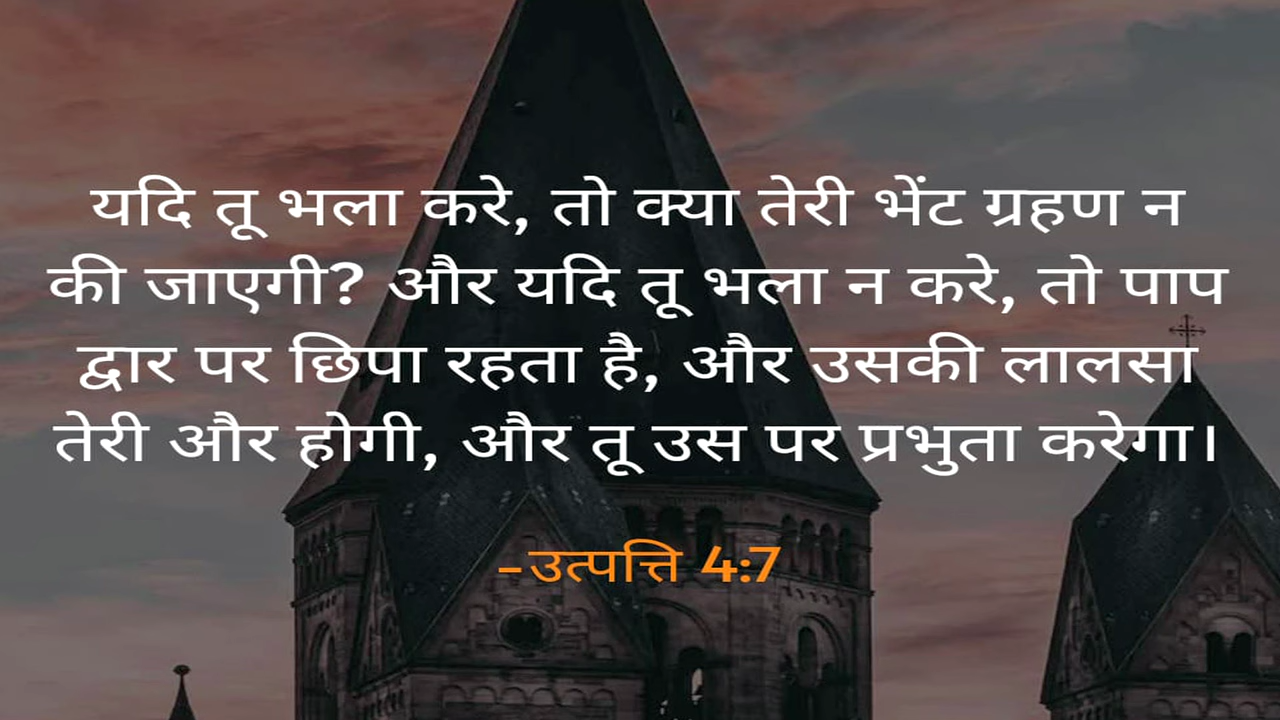 यदि तू भला करे, तो क्या तेरी भेंट ग्रहण न
की जाएगी? और यदि तू भला न करे, तो पाप
द्वार पर छिपा रहता है, और उसकी लालसा
तेरी और होगी, और तू उस पर प्रभुता करेगा।
–उत्पत्ति 4:7